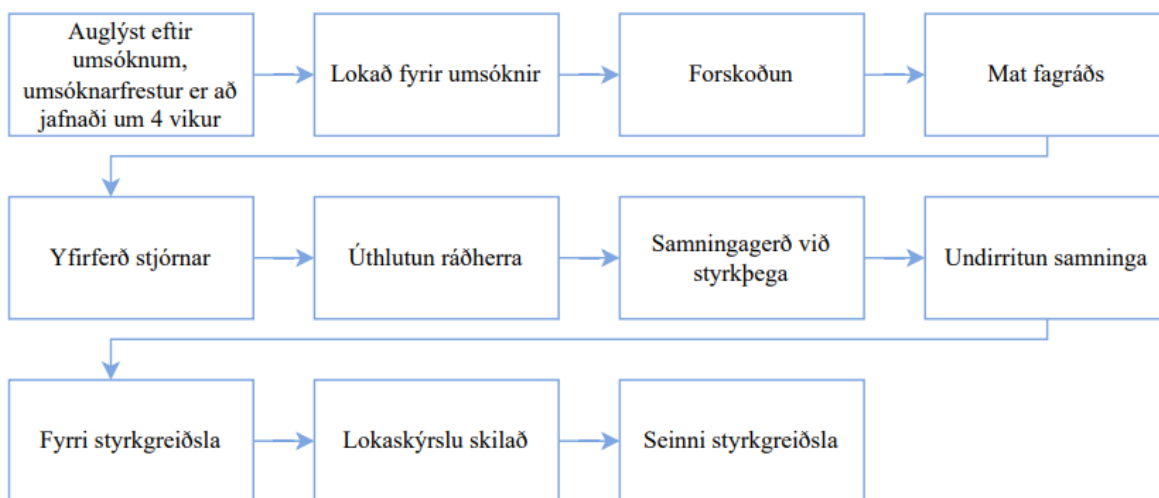 Auglýst eftir
umsóknum,
umsóknarfrestur er að
jafnaði um 4 vikur
Lokað fyrir umsóknir
Forskoðun
Mat fagráðs
Yfirferð stjórnar
Úthlutun ráðherra
Samningagerð við
styrkþega
Undirritun samninga
Fyrri styrkgreiðsla
Lokaskýrslu skilað
Seinni styrkgreiðsla